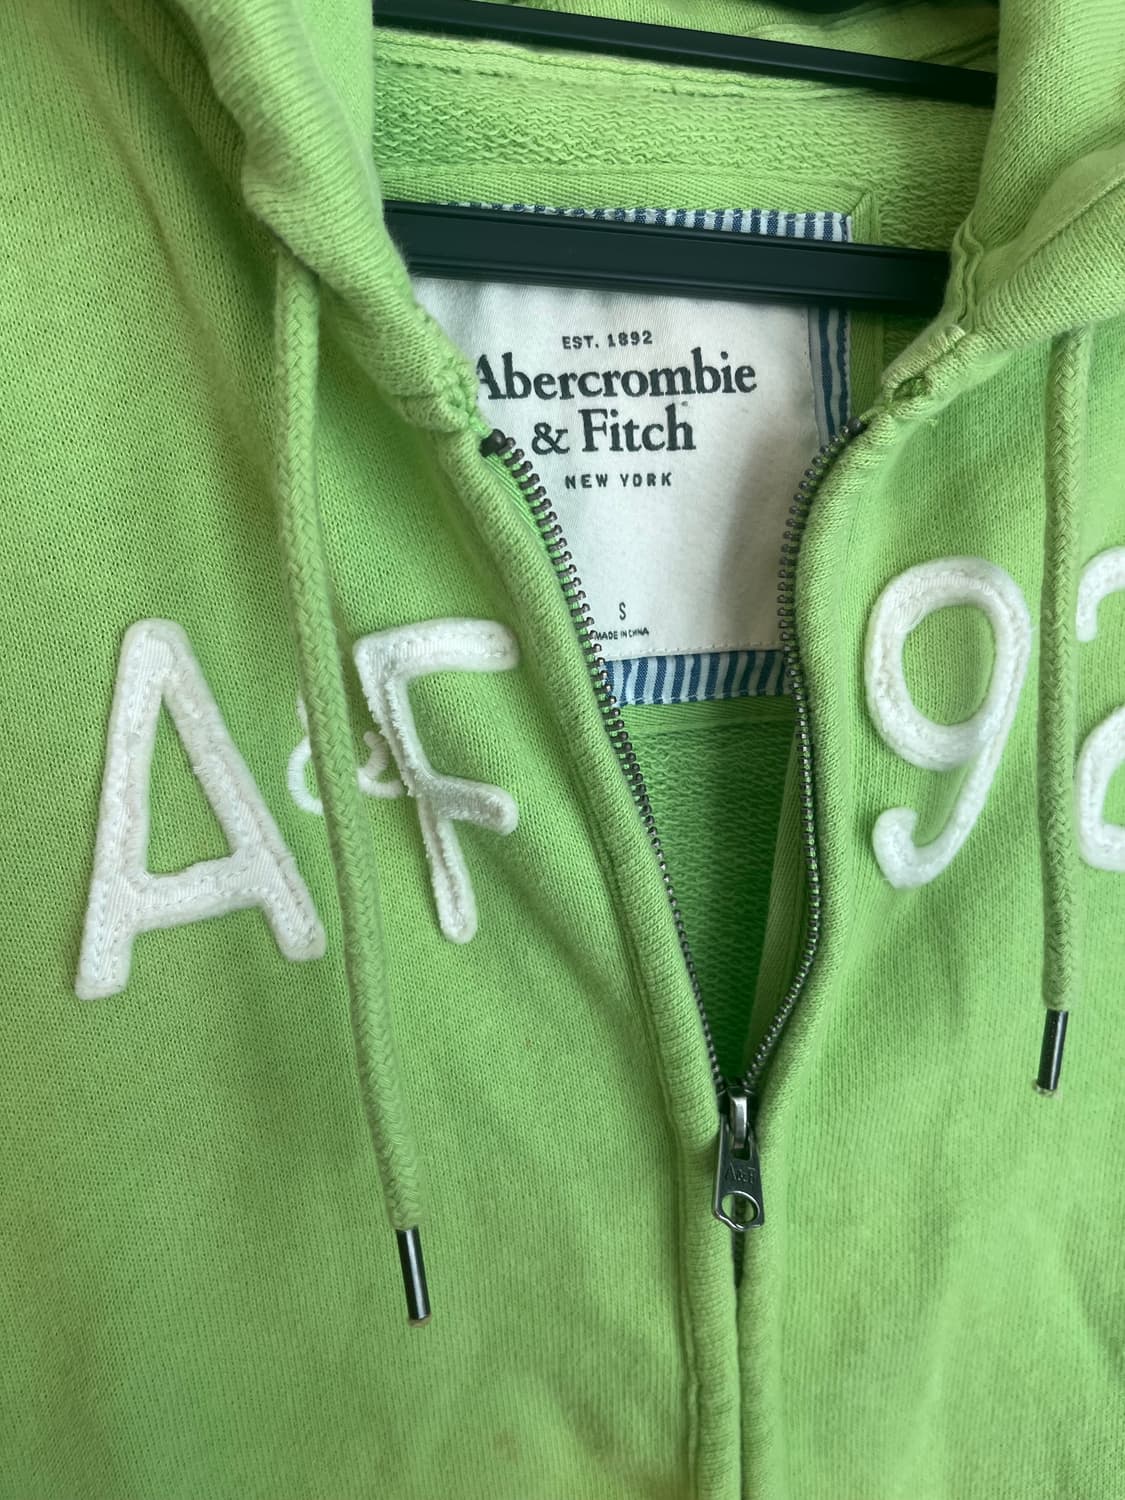 EST. 1892
Abercrombie
& Fitch
NEW YORK
S
MADE IN CHINA
A&F 92
A&F